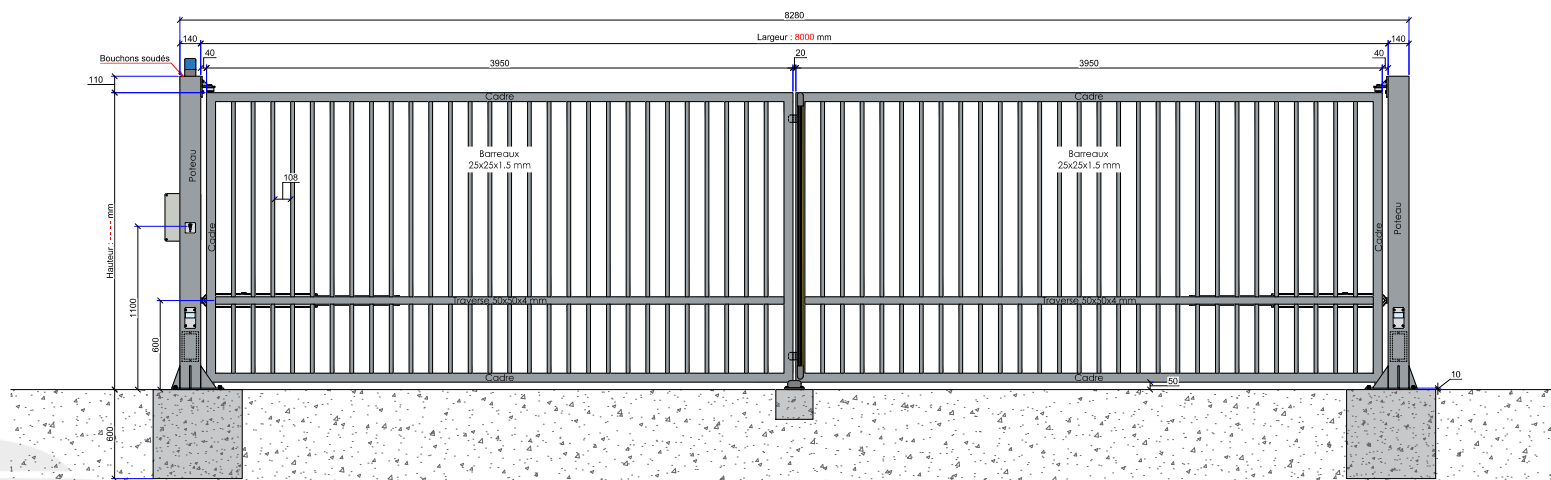 8280
140
Largeur : 8000 mm
140
Bouchons soudés
40
20
40
3950
3950
110
Cadre
Cadre
Barreaux
25x25x1.5 mm
Barreaux
25x25x1.5 mm
Poteau
108
Poteau
Hauteur : ---- mm
Cadre
Cadre
1100
Traverse 50x50x4 mm
Traverse 50x50x4 mm
600
Cadre
Cadre
50
10
600